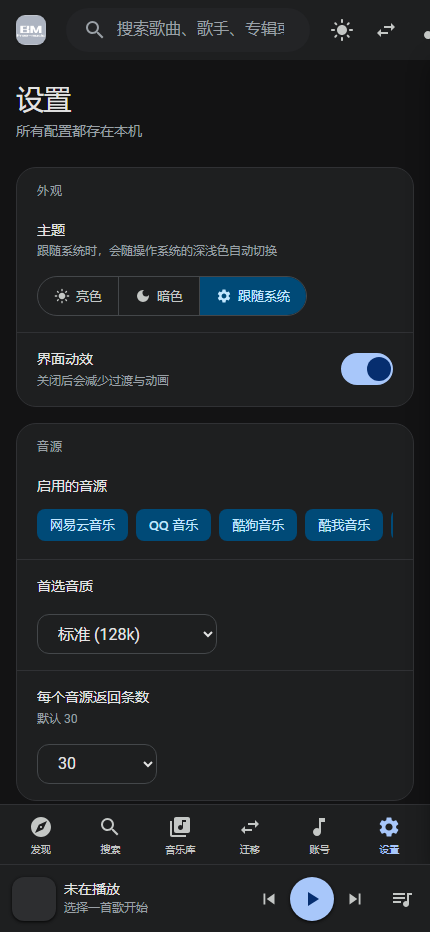 BM
搜索歌曲、歌手、专辑或
设置
所有配置都存在本机
外观
主题
跟随系统时，会随操作系统的深浅色自动切换
亮色
暗色
跟随系统
界面动效
关闭后会减少过渡与动画
音源
启用的音源
网易云音乐
QQ 音乐
酷狗音乐
酷我音乐
首选音质
标准 (128k)
每个音源返回条数
默认 30
30
发现
搜索
音乐库
迁移
账号
设置
未在播放
选择一首歌开始